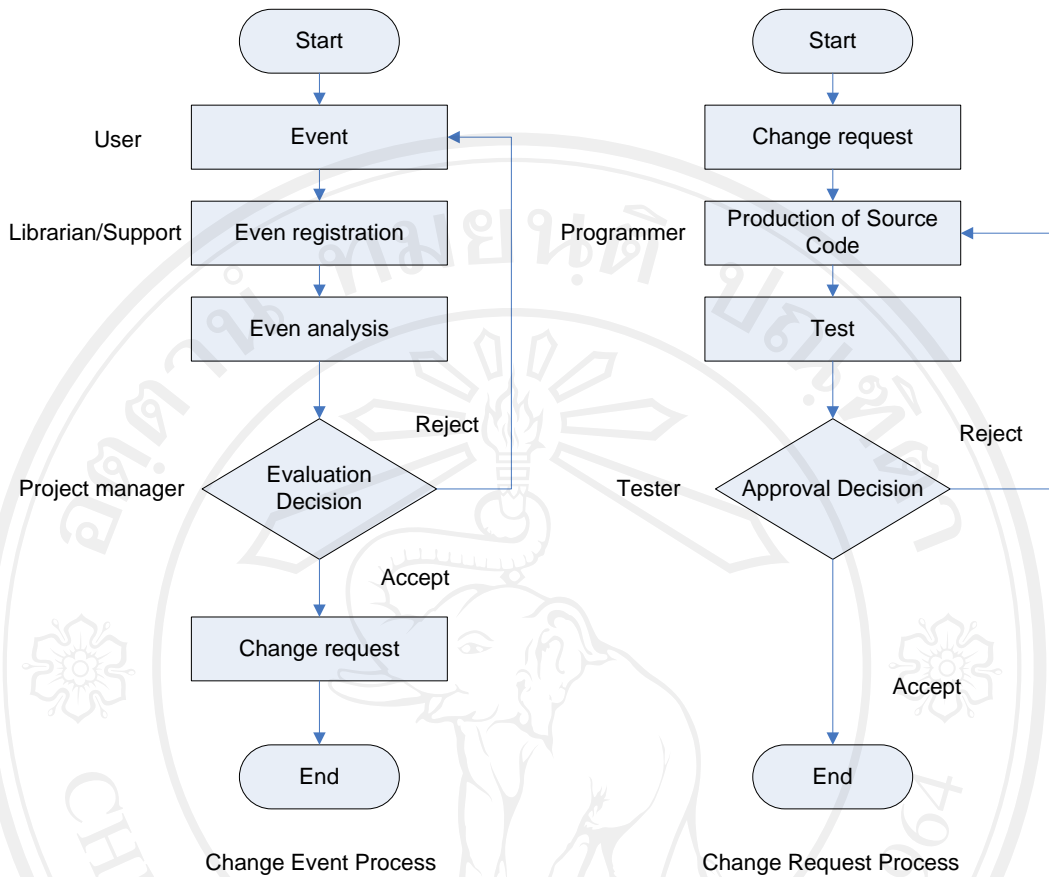 Start
User
Event
Librarian/Support
Even registration
Even analysis
Reject
Project manager
Evaluation
Decision
Accept
Change request
End
Change Event Process
Start
Change request
Programmer
Production of Source
Code
Test
Reject
Tester
Approval Decision
Accept
End
Change Request Process